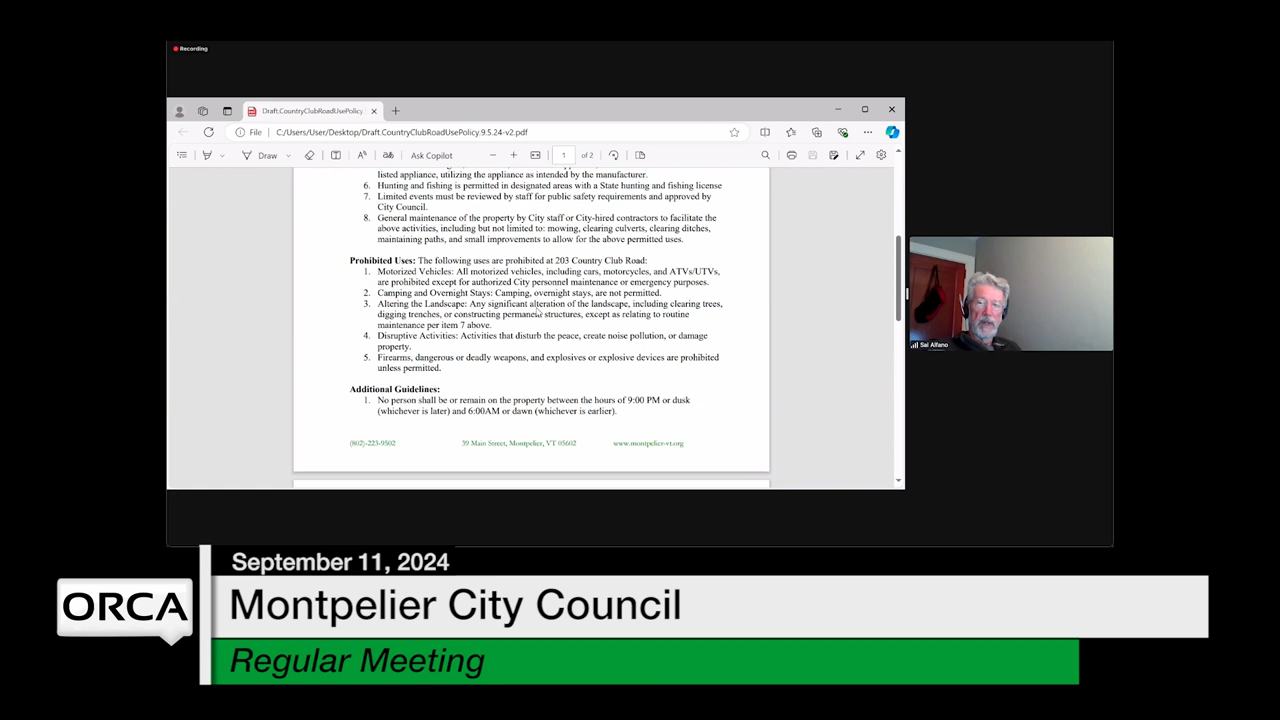 Recording
Draft.CountryClubRoadUsePolicy
File C:/Users/User/Desktop/Draft.CountryClubRoadUsePolicy.9.5.24-v2.pdf
Draw
Ask Copilot
1 of 2
listed appliance, utilizing the appliance as intended by the manufacturer.
6. Hunting and fishing is permitted in designated areas with a State hunting and fishing license
7. Limited events must be reviewed by staff for public safety requirements and approved by
City Council.
8. General maintenance of the property by City staff or City-hired contractors to facilitate the
above activities, including but not limited to: mowing, clearing culverts, clearing ditches,
maintaining paths, and small improvements to allow for the above permitted uses.
Prohibited Uses: The following uses are prohibited at 203 Country Club Road:
1. Motorized Vehicles: All motorized vehicles, including cars, motorcycles, and ATVs/UTVs,
are prohibited except for authorized City personnel maintenance or emergency purposes.
2. Camping and Overnight Stays: Camping, overnight stays, are not permitted.
3. Altering the Landscape: Any significant alteration of the landscape, including clearing trees,
digging trenches, or constructing permanent structures, except as relating to routine
maintenance per item 7 above.
4. Disruptive Activities: Activities that disturb the peace, create noise pollution, or damage
property.
5. Firearms, dangerous or deadly weapons, and explosives or explosive devices are prohibited
unless permitted.
Additional Guidelines:
1. No person shall be or remain on the property between the hours of 9:00 PM or dusk
(whichever is later) and 6:00AM or dawn (whichever is earlier).
(802)-223-9502 39 Main Street, Montpelier, VT 05602 www.montpelier-vt.org
Sal Alfano
September 11, 2024
ORCA
Montpelier City Council
Regular Meeting